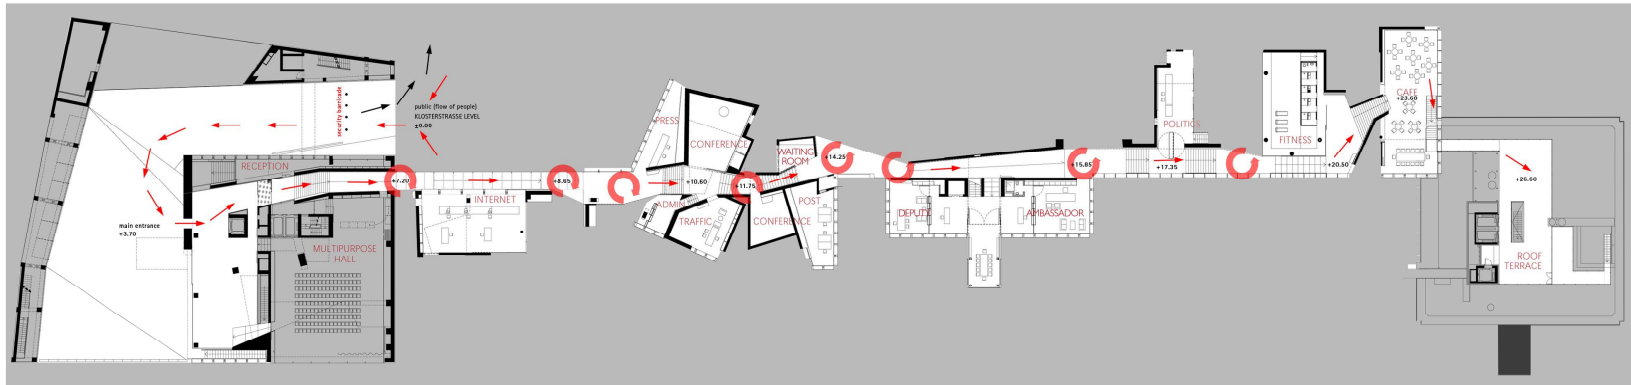 security barricade
public (flow of people)
KLOSTERSTRASSE LEVEL
±0.00
RECEPTION
main entrance
+3.70
MULTIPURPOSE
HALL
+7.20
INTERNET
+8.85
PRESS
CONFERENCE
+10.60
ADMIN
TRAFFIC
+11.75
WAITING
ROOM
CONFERENCE
POST
+14.25
DEPUTY
AMBASSADOR
+15.85
POLITICS
+17.35
FITNESS
+20.50
CAFE
+23.60
+26.60
ROOF
TERRACE